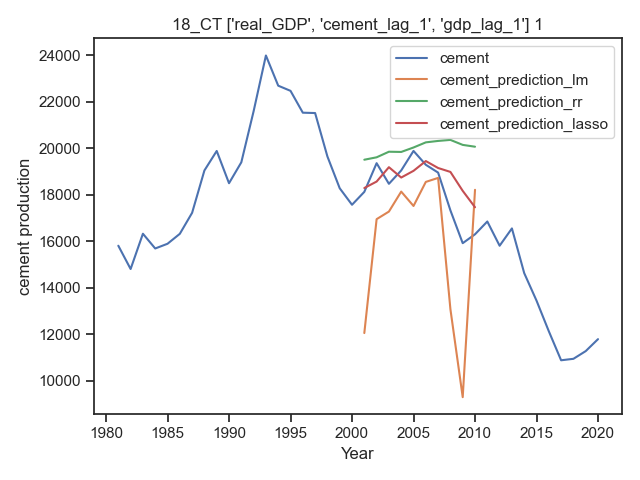 18_CT ['real_GDP', 'cement_lag_1', 'gdp_lag_1'] 1
cement
cement_prediction_lm
cement_prediction_rr
cement_prediction_lasso
cement production
24000
22000
20000
18000
16000
14000
12000
10000
1980 1985 1990 1995 2000 2005 2010 2015 2020
Year